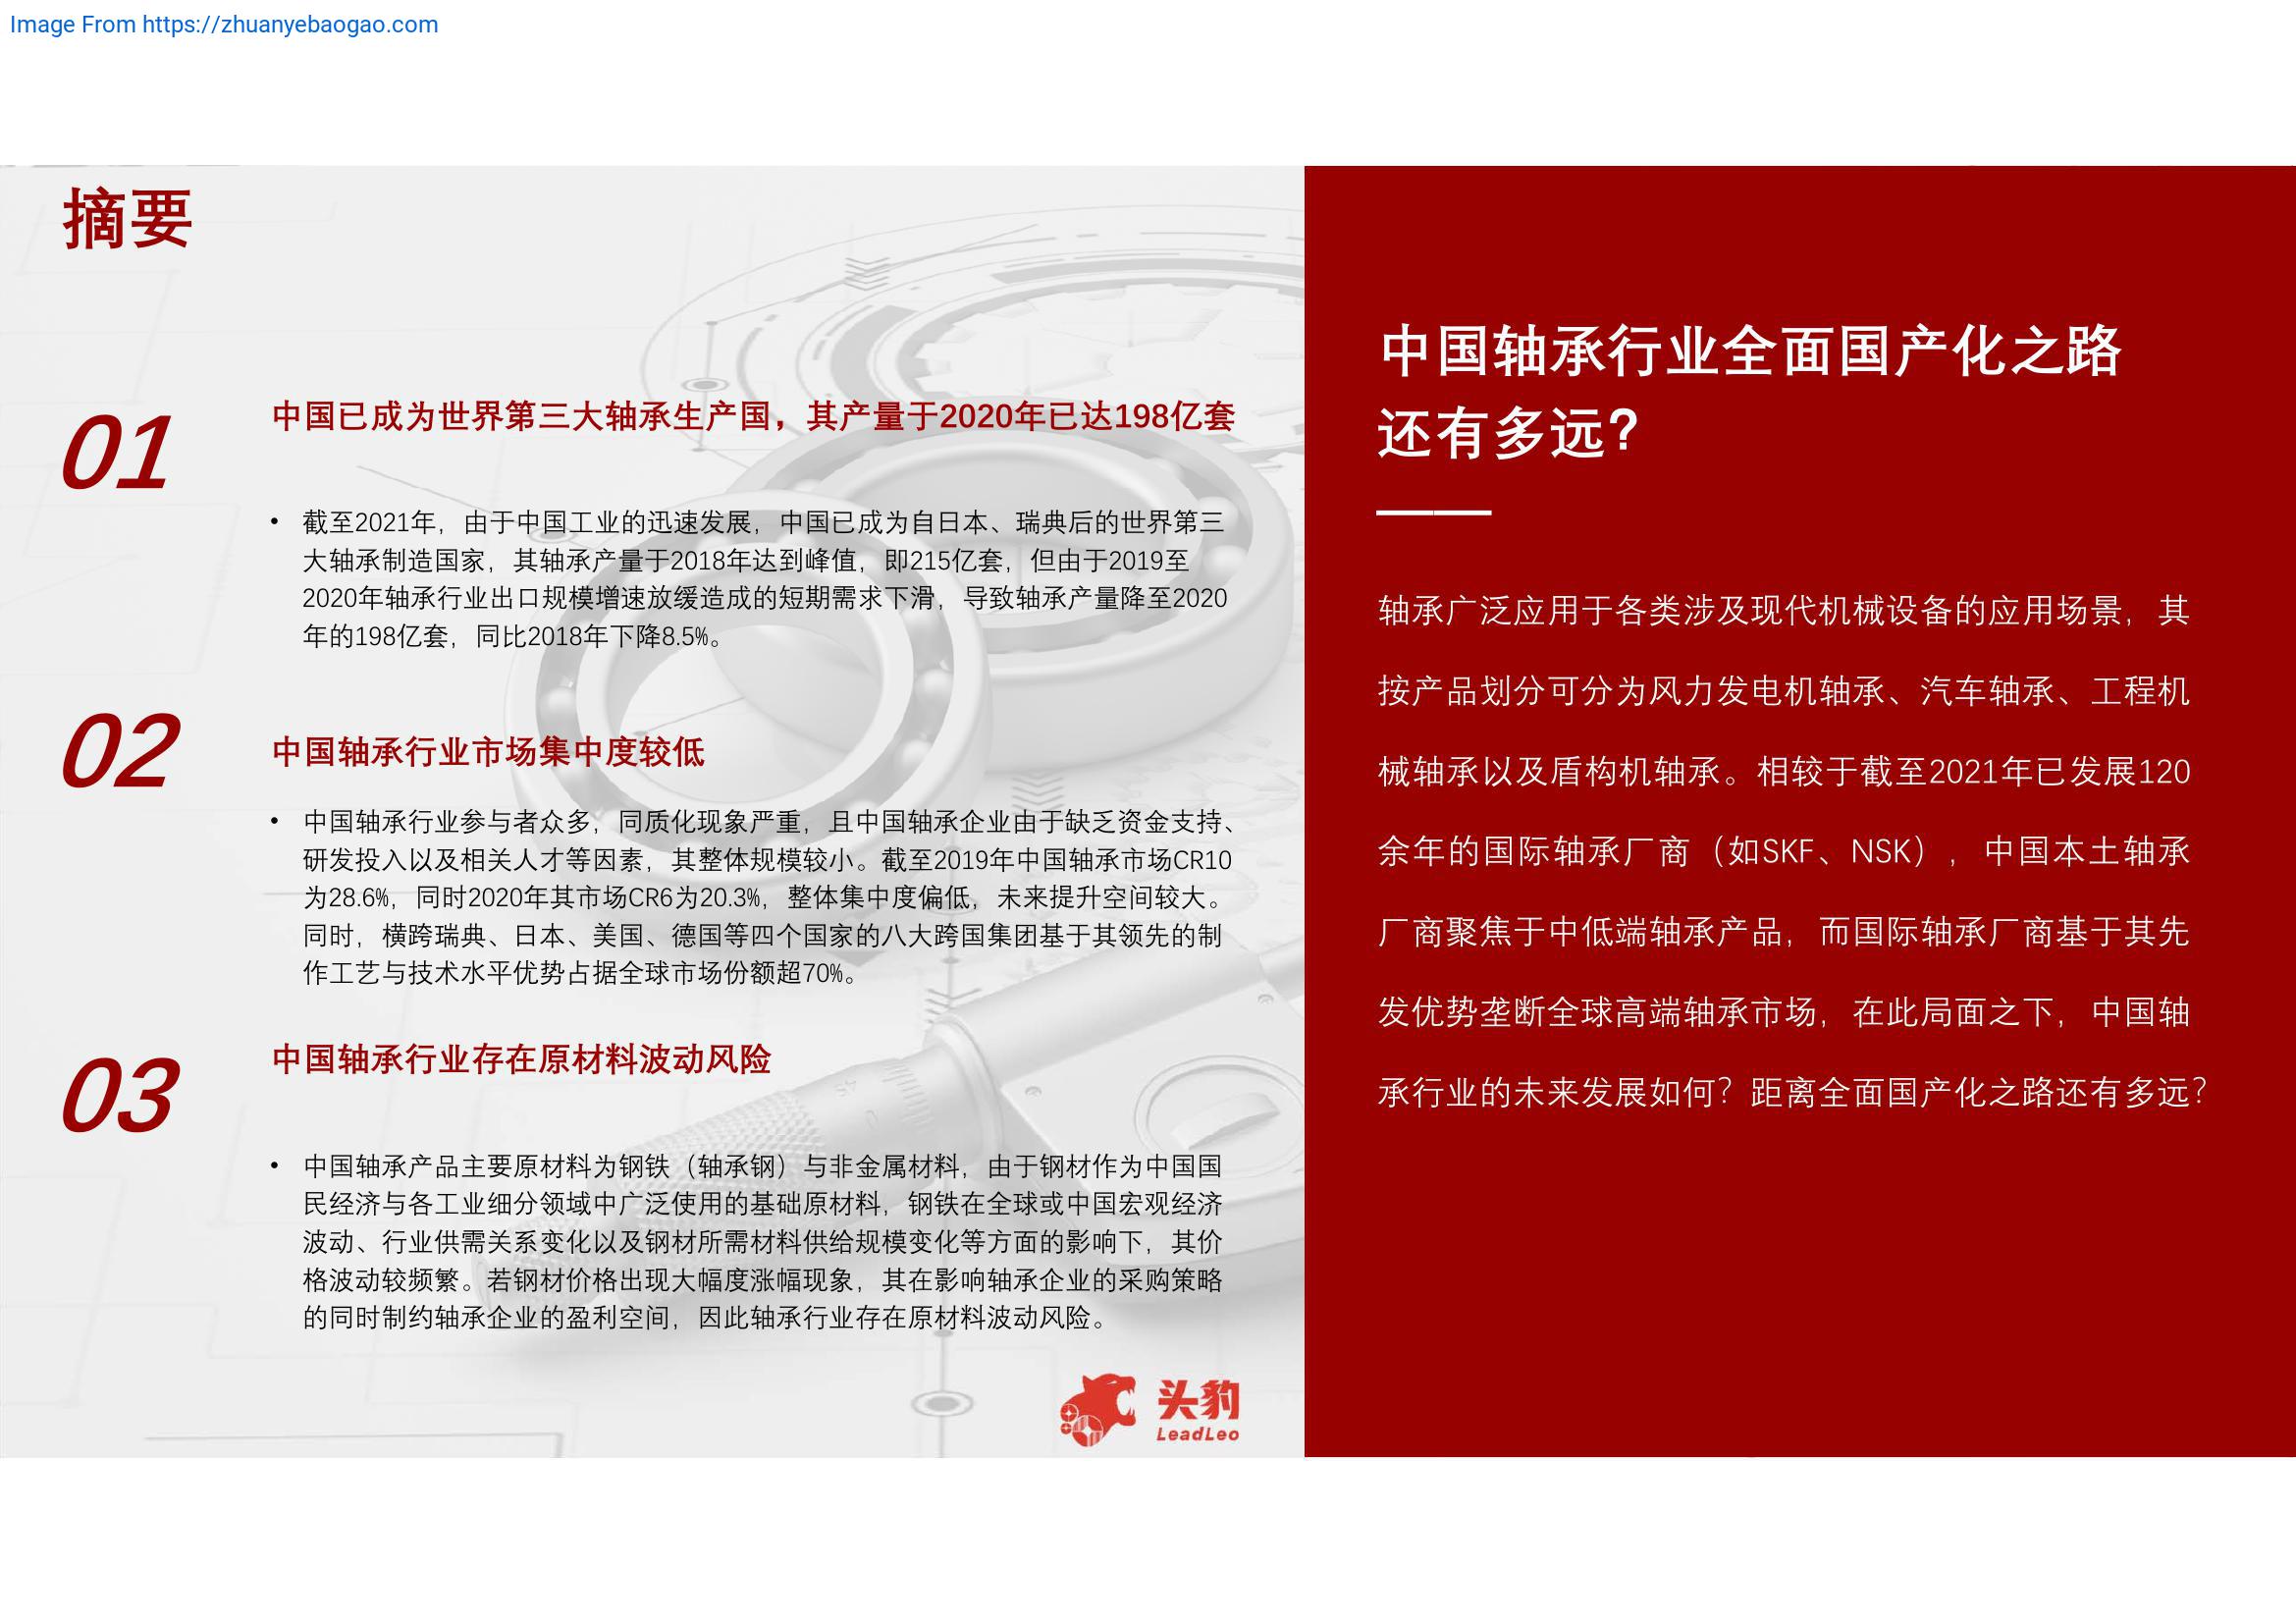 Image From https://zhuanyebaogao.com
摘要
01
中国已成为世界第三大轴承生产国，其产量于2020年已达198亿套
• 截至2021年，由于中国工业的迅速发展，中国已成为自日本、瑞典后的世界第三
大轴承制造国家，其轴承产量于2018年达到峰值，即215亿套，但由于2019至
2020年轴承行业出口规模增速放缓造成的短期需求下滑，导致轴承产量降至2020
年的198亿套，同比2018年下降8.5%。
02
中国轴承行业市场集中度较低
• 中国轴承行业参与者众多，同质化现象严重，且中国轴承企业由于缺乏资金支持、
研发投入以及相关人才等因素，其整体规模较小。截至2019年中国轴承市场CR10
为28.6%，同时2020年其市场CR6为20.3%，整体集中度偏低，未来提升空间较大。
同时，横跨瑞典、日本、美国、德国等四个国家的八大跨国集团基于其领先的制
作工艺与技术水平优势占据全球市场份额超70%。
03
中国轴承行业存在原材料波动风险
• 中国轴承产品主要原材料为钢铁（轴承钢）与非金属材料，由于钢材作为中国国
民经济与各工业细分领域中广泛使用的基础原材料，钢铁在全球或中国宏观经济
波动、行业供需关系变化以及钢材所需材料供给规模变化等方面的影响下，其价
格波动较频繁。若钢材价格出现大幅度涨幅现象，其在影响轴承企业的采购策略
的同时制约轴承企业的盈利空间，因此轴承行业存在原材料波动风险。
头豹
LeadLeo
中国轴承行业全面国产化之路
还有多远？
轴承广泛应用于各类涉及现代机械设备的应用场景，其
按产品划分可分为风力发电机轴承、汽车轴承、工程机
械轴承以及盾构机轴承。相较于截至2021年已发展120
余年的国际轴承厂商（如SKF、NSK），中国本土轴承
厂商聚焦于中低端轴承产品，而国际轴承厂商基于其先
发优势垄断全球高端轴承市场，在此局面之下，中国轴
承行业的未来发展如何？距离全面国产化之路还有多远？